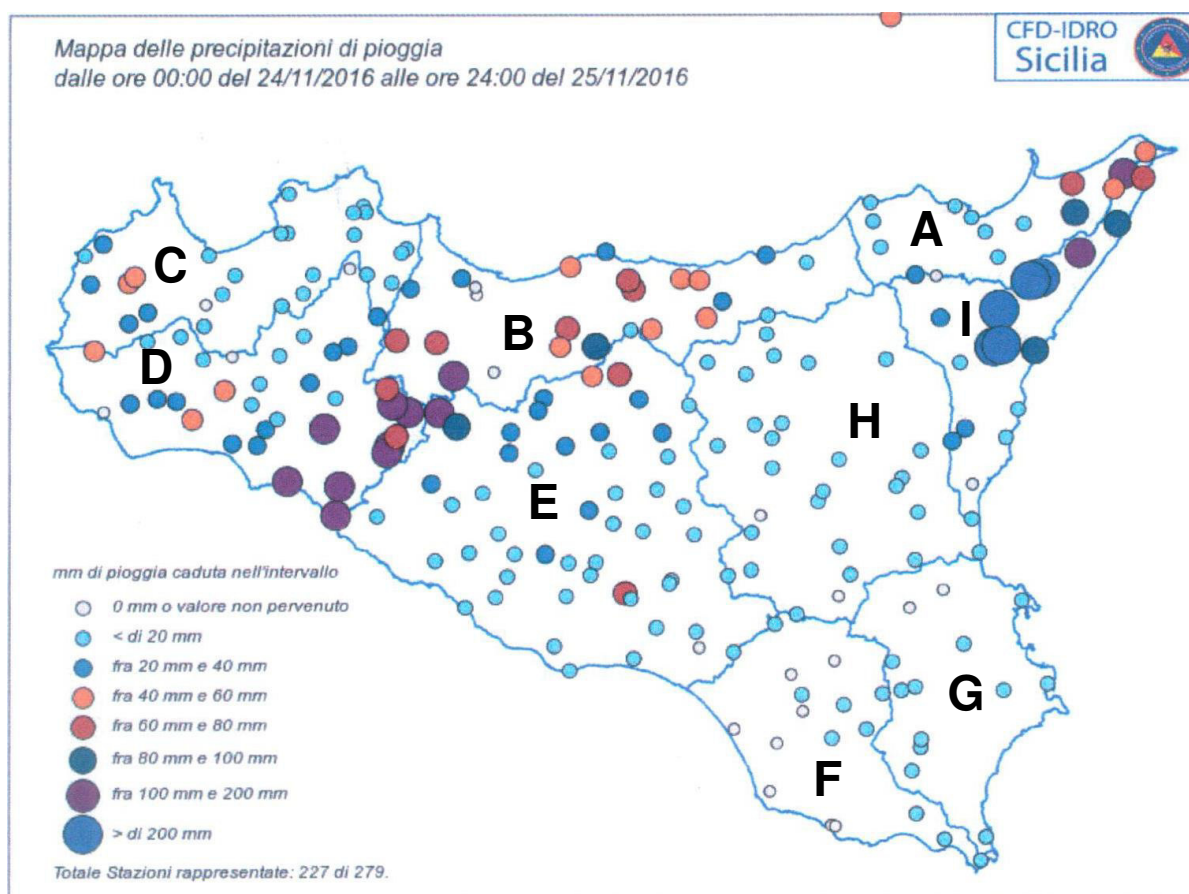 Mappa delle precipitazioni di pioggia
dalle ore 00:00 del 24/11/2016 alle ore 24:00 del 25/11/2016
CFD-IDRO
Sicilia
A
C
B
I
D
H
E
G
F
mm di pioggia caduta nell'intervallo
0 mm o valore non pervenuto
< di 20 mm
fra 20 mm e 40 mm
fra 40 mm e 60 mm
fra 60 mm e 80 mm
fra 80 mm e 100 mm
fra 100 mm e 200 mm
> di 200 mm
Totale Stazioni rappresentate: 227 di 279.